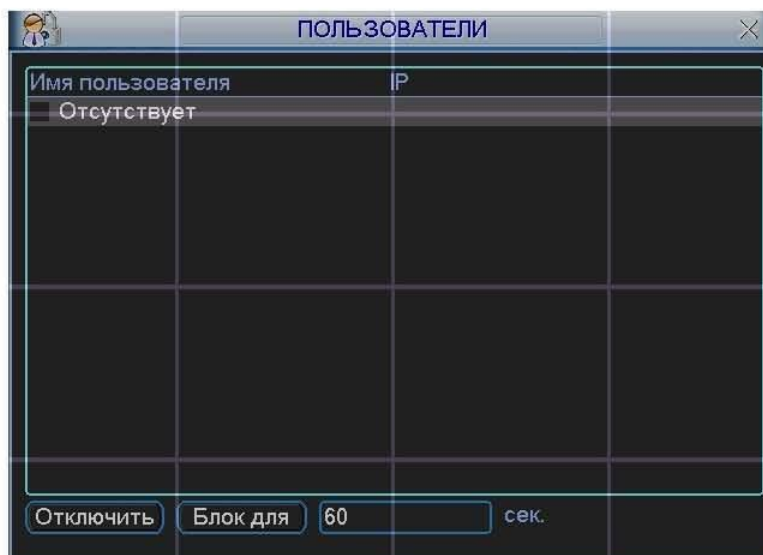 ПОЛЬЗОВАТЕЛИ
Имя пользователя IP
Отсутствует
Отключить Блок для 60 сек.